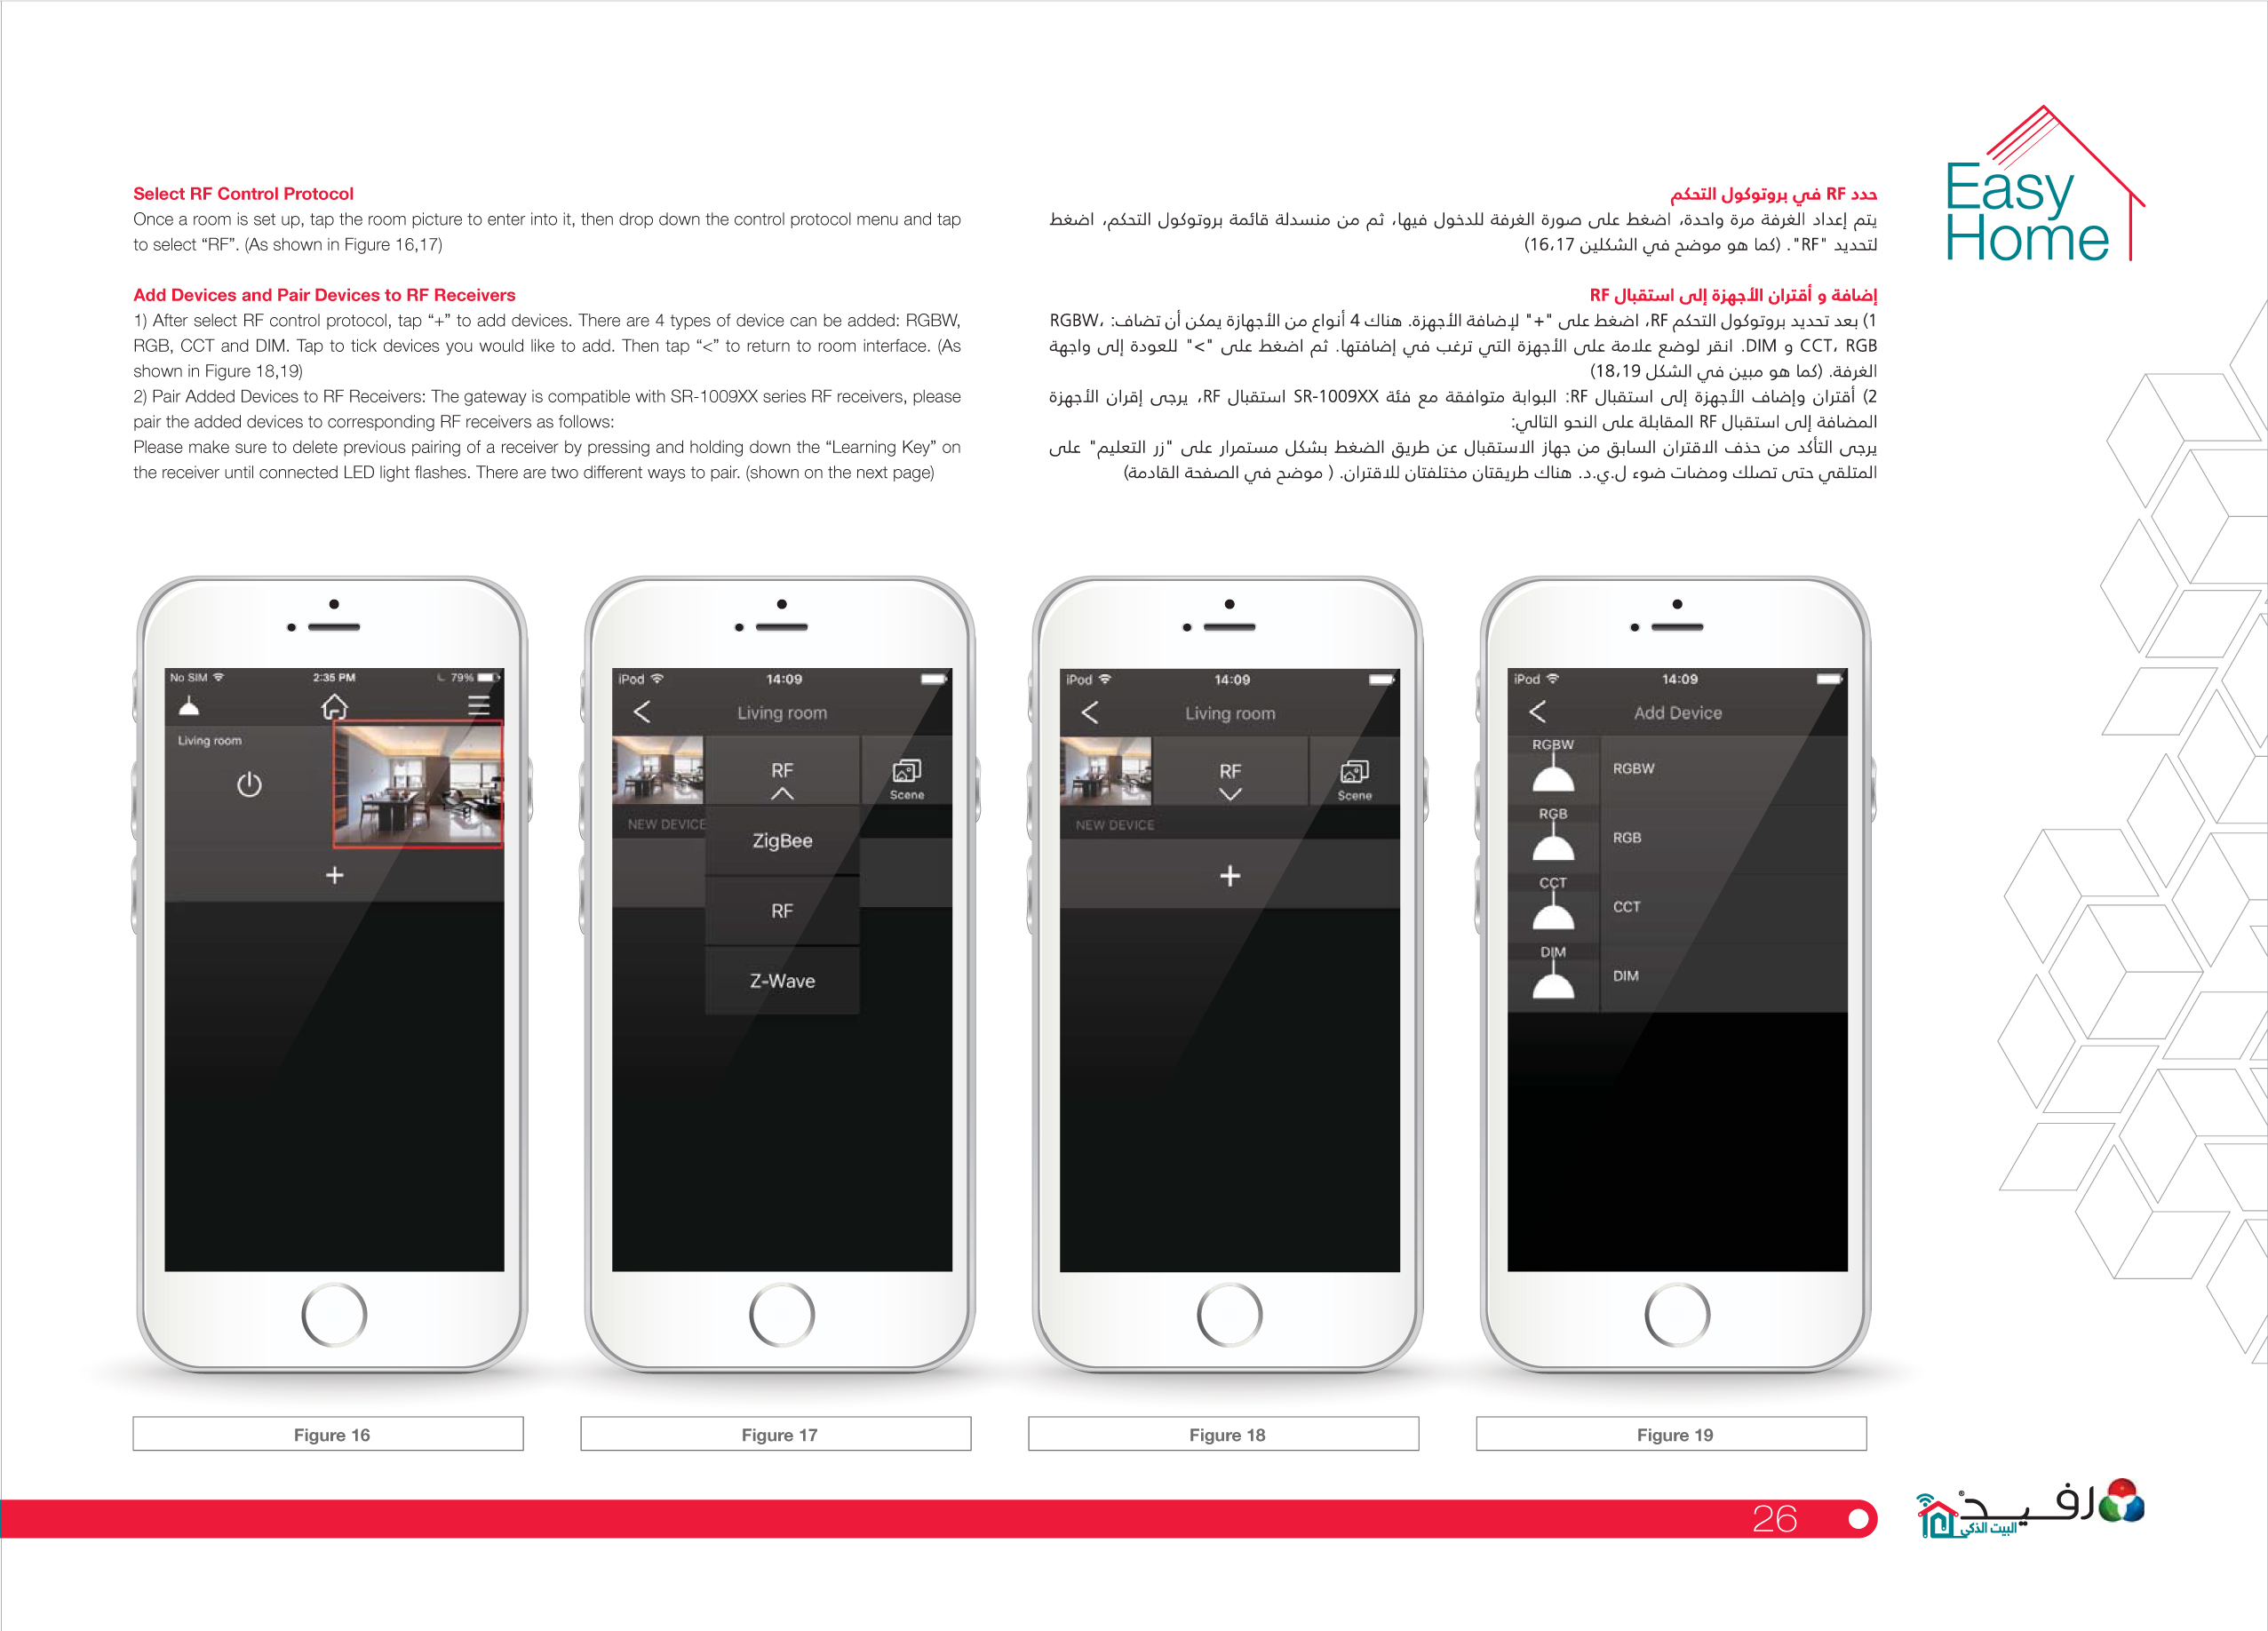 Easy
Home
Select RF Control Protocol
Once a room is set up, tap the room picture to enter into it, then drop down the control protocol menu and tap
to select “RF”. (As shown in Figure 16,17)
Add Devices and Pair Devices to RF Receivers
1) After select RF control protocol, tap “+” to add devices. There are 4 types of device can be added: RGBW,
RGB, CCT and DIM. Tap to tick devices you would like to add. Then tap “<” to return to room interface. (As
shown in Figure 18,19)
2) Pair Added Devices to RF Receivers: The gateway is compatible with SR-1009XX series RF receivers, please
pair the added devices to corresponding RF receivers as follows:
Please make sure to delete previous pairing of a receiver by pressing and holding down the “Learning Key” on
the receiver until connected LED light flashes. There are two different ways to pair. (shown on the next page)
حدد RF في بروتوكول التحكم
يتم إعداد الغرفة مرة واحدة، اضغط على صورة الغرفة للدخول فيها، ثم من منسدلة قائمة بروتوكول التحكم، اضغط
لتحديد "RF". (كما هو موضح في الشكلين 16،17)
إضافة و أقتران الأجهزة إلى استقبال RF
1) بعد تحديد بروتوكول التحكم RF، اضغط على "+" لإضافة الأجهزة. هناك 4 أنواع من الأجهازة يمكن أن تضاف: RGBW،
CCT، RGB و DIM. انقر لوضع علامة على الأجهزة التي ترغب في إضافتها. ثم اضغط على "<" للعودة إلى واجهة
الغرفة. (كما هو مبين في الشكل 18،19)
2) أقتران وإضاف الأجهزة إلى استقبال RF: البوابة متوافقة مع فئة SR-1009XX استقبال RF، يرجى إقران الأجهزة
المضافة إلى استقبال RF المقابلة على النحو التالي:
يرجى التأكد من حذف الاقتران السابق من جهاز الاستقبال عن طريق الضغط بشكل مستمرار على "زر التعليم" على
المتلقي حتى تصلك ومضات ضوء ل.ي.د. هناك طريقتان مختلفتان للاقتران. ( موضح في الصفحة القادمة)
No SIM 2:35 PM 79%
Living room
+
Figure 16
iPod 14:09
< Living room
RF
Scene
NEW DEVICE
ZigBee
RF
Z-Wave
Figure 17
iPod 14:09
< Living room
RF
Scene
NEW DEVICE
+
Figure 18
iPod 14:09
< Add Device
RGBW RGBW
RGB RGB
CCT CCT
DIM DIM
Figure 19
26
رفيد®
البيت الذكي